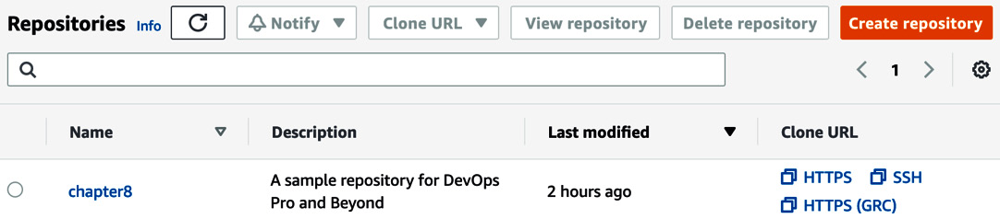 Repositories Info Notify Clone URL View repository Delete repository Create repository
1
Name Description Last modified Clone URL
chapter8 A sample repository for DevOps Pro and Beyond 2 hours ago HTTPS SSH
HTTPS (GRC)